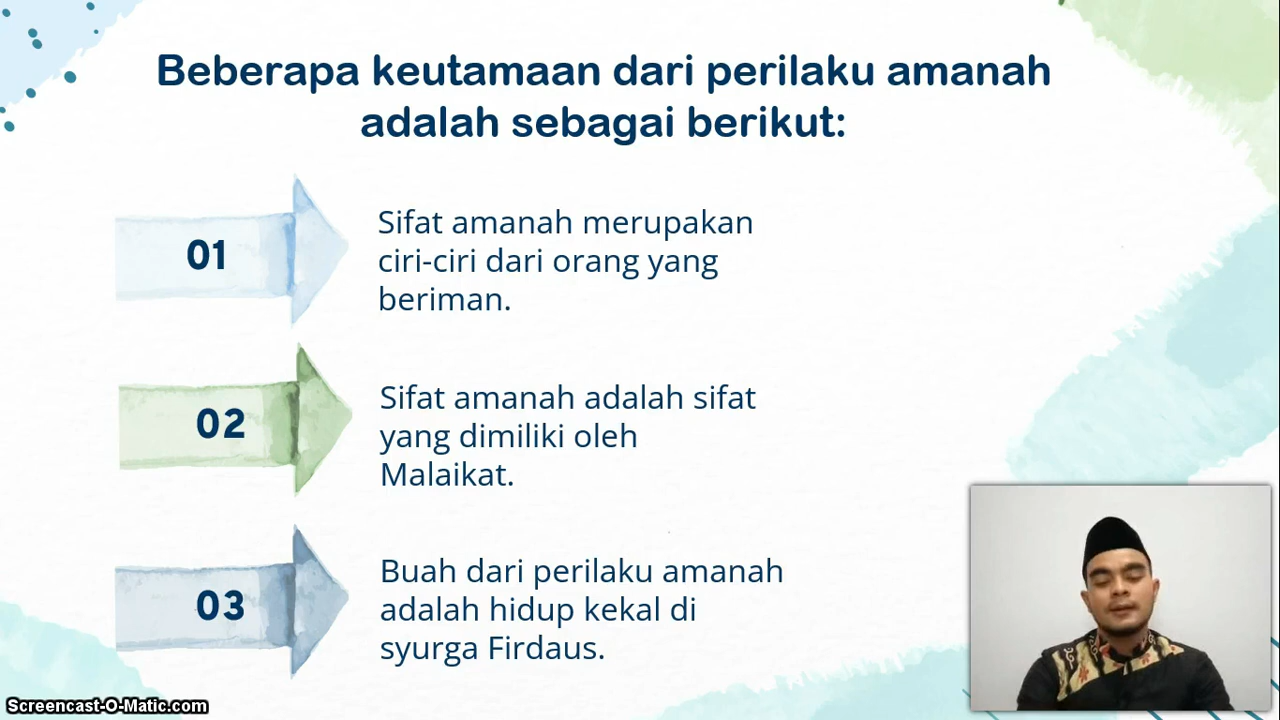 Beberapa keutamaan dari perilaku amanah
adalah sebagai berikut:
01
Sifat amanah merupakan
ciri-ciri dari orang yang
beriman.
02
Sifat amanah adalah sifat
yang dimiliki oleh
Malaikat.
03
Buah dari perilaku amanah
adalah hidup kekal di
syurga Firdaus.
Screencast-O-Matic.com